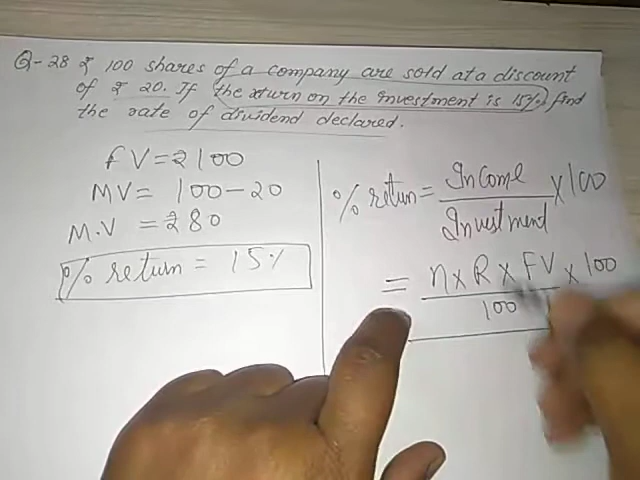 Q-28 ₹ 100 shares of a company are sold at a discount
of ₹ 20. If the return on the investment is 15%. find
the rate of dividend declared.
FV = ₹100
MV = 100-20
M.V = ₹80
% return = 15%
% return = Income / Investment × 100
= n × R × FV / 100 × 100